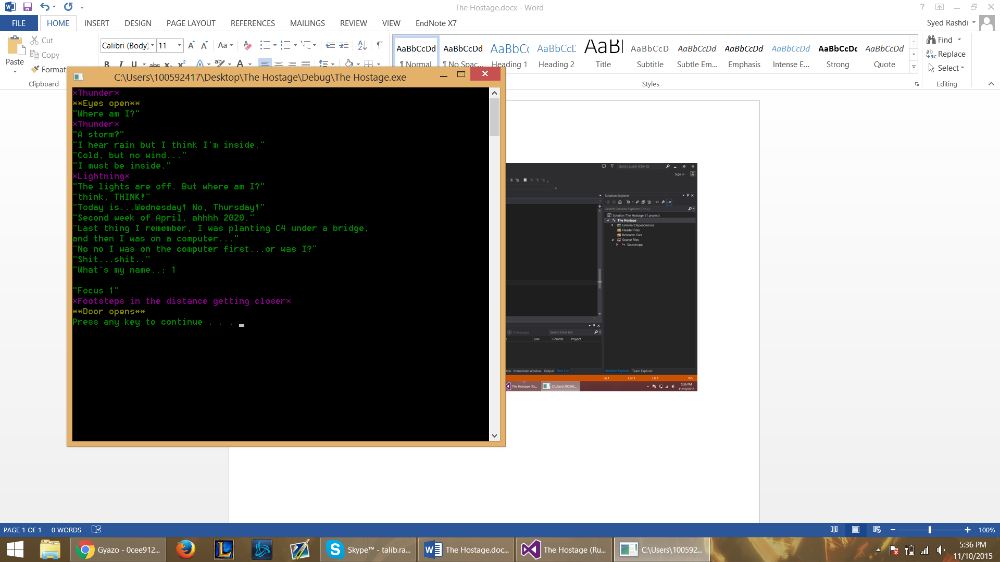 The Hostage.docx - Word
FILE HOME INSERT DESIGN PAGE LAYOUT REFERENCES MAILINGS REVIEW VIEW EndNote X7
Syed Rashdi
Paste
Cut
Copy
Format
Clipboard
Calibri (Body) 11
AaBbCcDd AaBbCcDd AaBbCc AaBbCcD AaBl AaBbCcD AaBbCcDd AaBbCcDd AaBbCcDd AaBbCcDc AaBbCcDd
¶ Normal ¶ No Spac... Heading 1 Heading 2 Title Subtitle Subtle Em... Emphasis Intense E... Strong Quote
Styles
Find
Replace
Select
Editing
C:\Users\100592417\Desktop\The Hostage\Debug\The Hostage.exe
*Thunder*
**Eyes open**
"Where am I?"
*Thunder*
"A storm?"
"I hear rain but I think I'm inside."
"Cold, but no wind..."
"I must be inside."
*Lightning*
"The lights are off. But where am I?"
"think, THINK!"
"Today is...Wednesday! No, Thursday!"
"Second week of April, ahhhh 2020."
"Last thing I remember, I was planting C4 under a bridge,
and then I was on a computer..."
"No no I was on the computer first...or was I?"
"Shit...shit.."
"What's my name..: 1
"Focus 1"
*Footsteps in the distance getting closer*
**Door opens**
Press any key to continue . . .
Quick Launch (Ctrl+Q)
Sign in
Solution Explorer
Search Solution Explorer (Ctrl+;)
Solution 'The Hostage' (1 project)
The Hostage
External Dependencies
Header Files
Resource Files
Source Files
Source.cpp
0 Messages
Search Error List
Line Column Project
Immediate Window Output Error List
Solution Explorer Team Explorer
Ln 1 Col 1 Ch 1 INS
The Hostage (Ru... C:\Users\100592...
5:36 PM
11/10/2015
PAGE 1 OF 1 0 WORDS
100%
Gyazo - 0cee912...
Skype™ - talib.ra...
The Hostage.doc...
The Hostage (Ru...
C:\Users\100592...
5:36 PM
11/10/2015